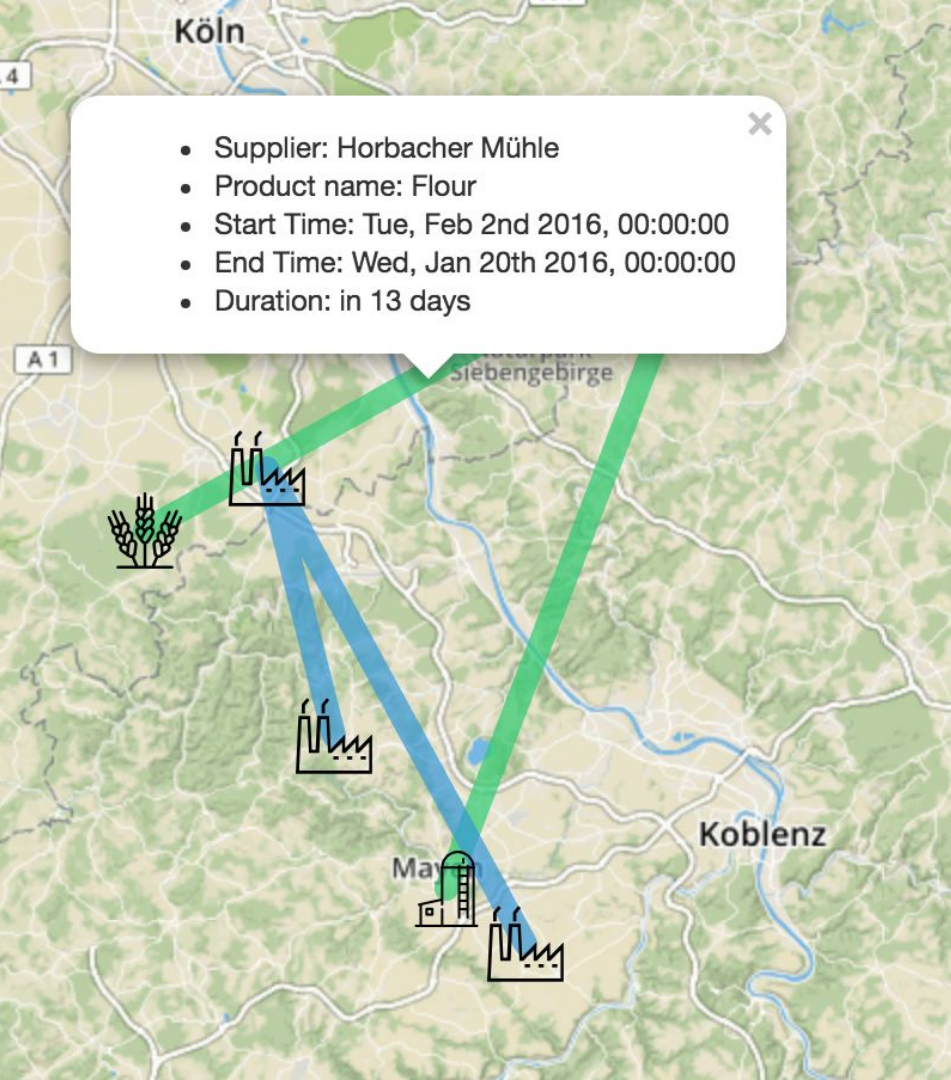 Köln
4
×
• Supplier: Horbacher Mühle
• Product name: Flour
• Start Time: Tue, Feb 2nd 2016, 00:00:00
• End Time: Wed, Jan 20th 2016, 00:00:00
• Duration: in 13 days
A 1
Siebengebirge
Koblenz